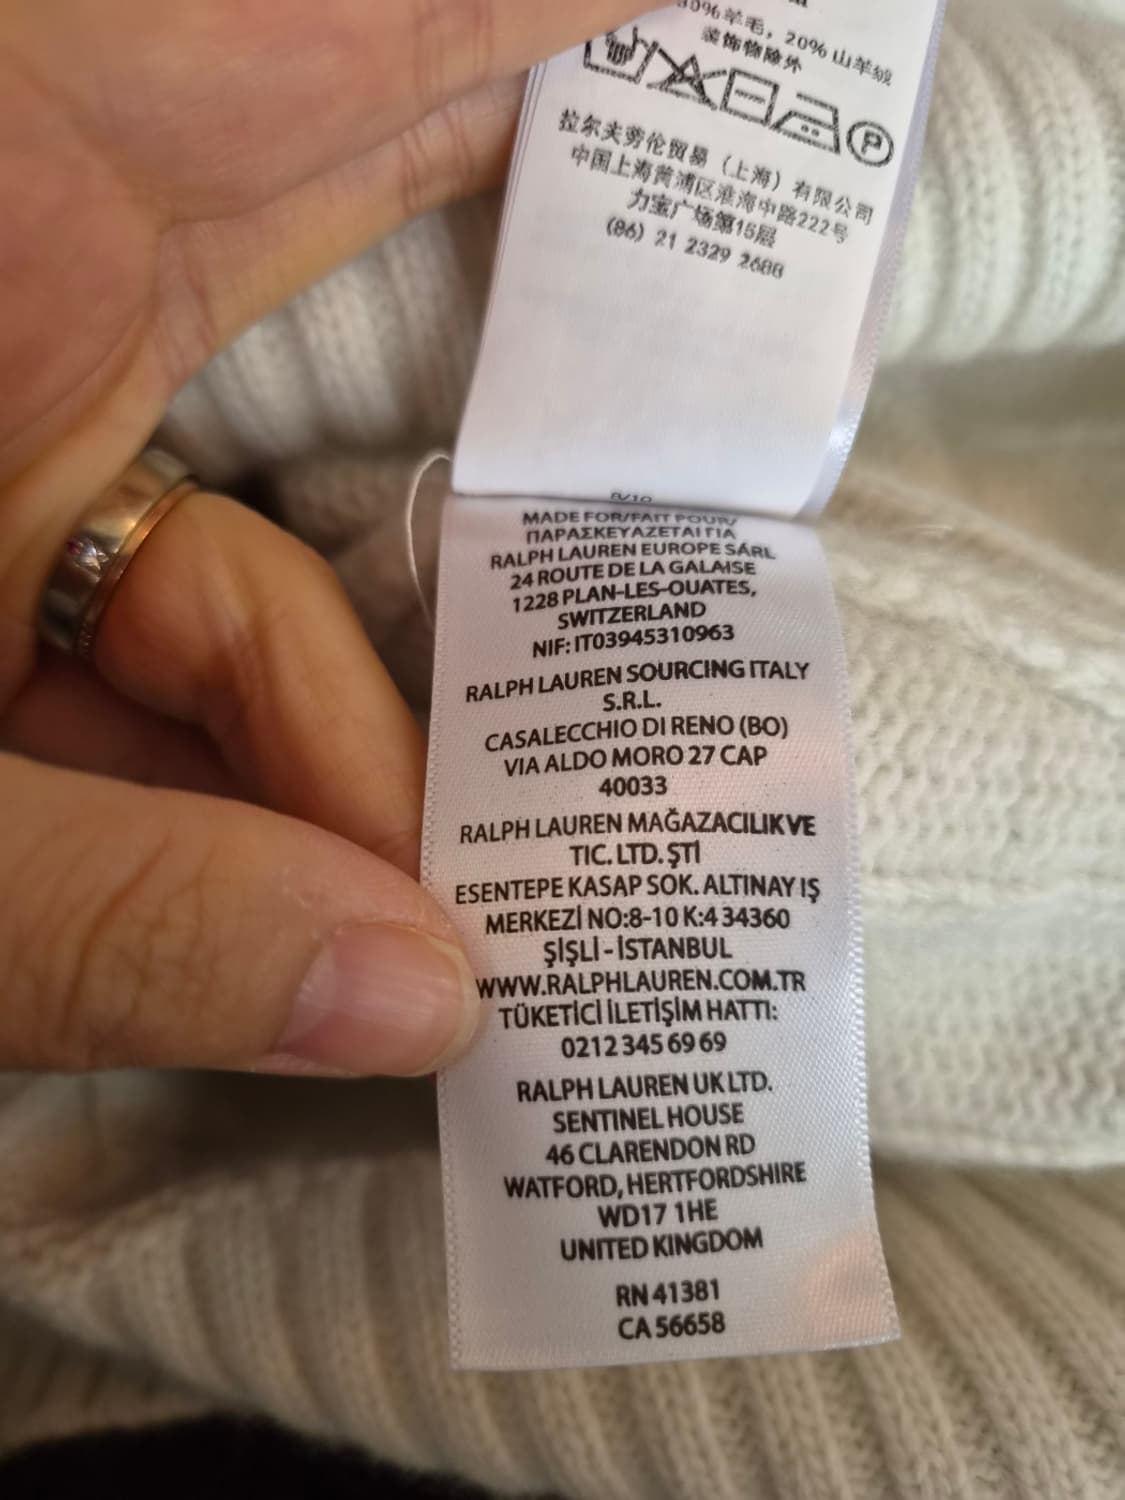 20% 山羊绒
装饰物除外
P
拉尔夫劳伦贸易（上海）有限公司
中国上海黄浦区淮海中路222号
力宝广场第15层
(86) 21 2329 2688
8/10
MADE FOR/FAIT POUR/
ΠΑΡΑΣΚΕΥΑΖΕΤΑΙ ΓΙΑ
RALPH LAUREN EUROPE SÁRL
24 ROUTE DE LA GALAISE
1228 PLAN-LES-OUATES,
SWITZERLAND
NIF: IT03945310963
RALPH LAUREN SOURCING ITALY
S.R.L.
CASALECCHIO DI RENO (BO)
VIA ALDO MORO 27 CAP
40033
RALPH LAUREN MAĞAZACILIK VE
TIC. LTD. ŞTİ
ESENTEPE KASAP SOK. ALTINAY IŞ
MERKEZİ NO:8-10 K:4 34360
ŞİŞLİ - İSTANBUL
WWW.RALPHLAUREN.COM.TR
TÜKETİCİ İLETİŞİM HATTI:
0212 345 69 69
RALPH LAUREN UK LTD.
SENTINEL HOUSE
46 CLARENDON RD
WATFORD, HERTFORDSHIRE
WD17 1HE
UNITED KINGDOM
RN 41381
CA 56658